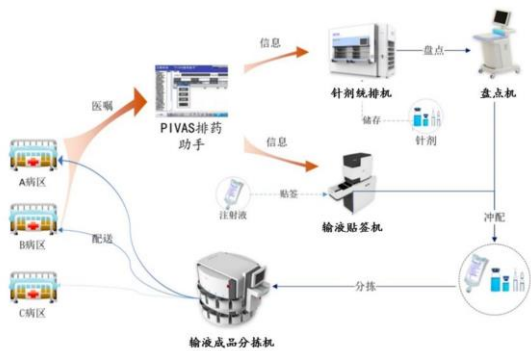 信息
盘点
医嘱
PIVAS排药
助手
针剂统排机
盘点机
储存
针剂
信息
A病区
贴签
注射液
输液贴签机
冲配
B病区
配送
分拣
C病区
输液成品分拣机